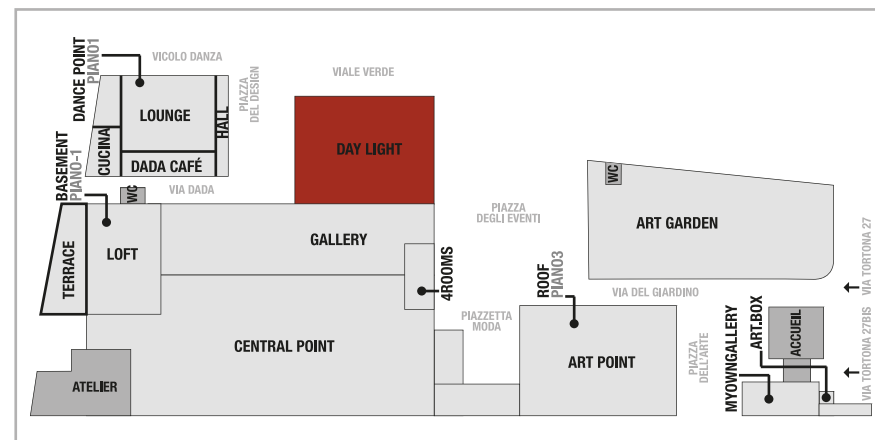 DANCE POINT
PIANO1
VICOLO DANZA
PIAZZA
DEL DESIGN
LOUNGE
HALL
CUCINA
DADA CAFÉ
VIALE VERDE
DAY LIGHT
BASEMENT
PIANO-1
WC
VIA DADA
TERRACE
LOFT
GALLERY
4ROOMS
PIAZZA
DEGLI EVENTI
WC
ART GARDEN
VIA TORTONA 27
ROOF
PIANO3
VIA DEL GIARDINO
CENTRAL POINT
PIAZZETTA
MODA
ART POINT
PIAZZA
DELL'ARTE
MYOWNGALLERY
ART.BOX
ACCUEIL
VIA TORTONA 27BIS
ATELIER